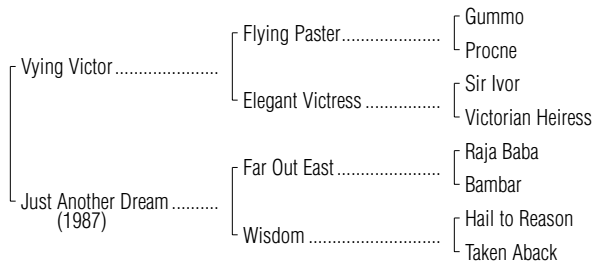 Gummo
Flying Paster
Procne
Vying Victor
Sir Ivor
Elegant Victress
Victorian Heiress
Raja Baba
Far Out East
Bambar
Just Another Dream
(1987)
Hail to Reason
Wisdom
Taken Aback